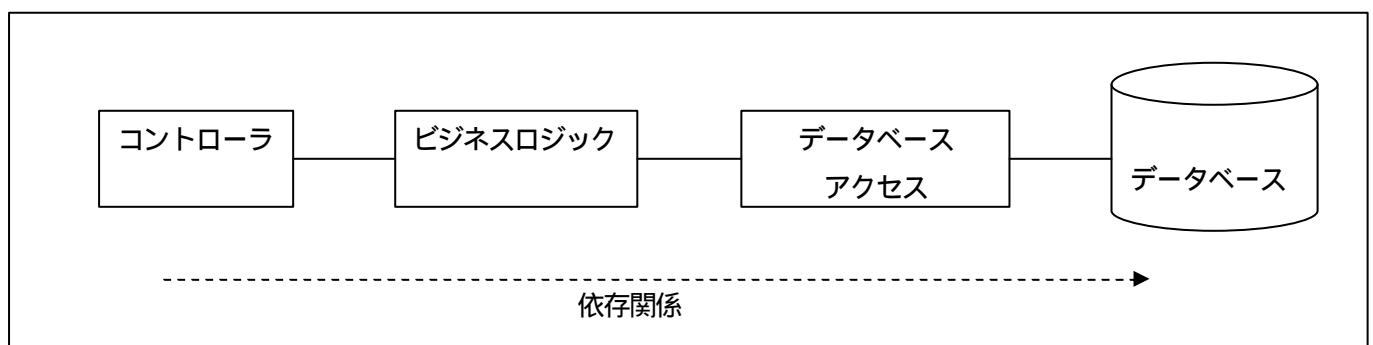 コントローラ
ビジネスロジック
データベース
アクセス
データベース
依存関係